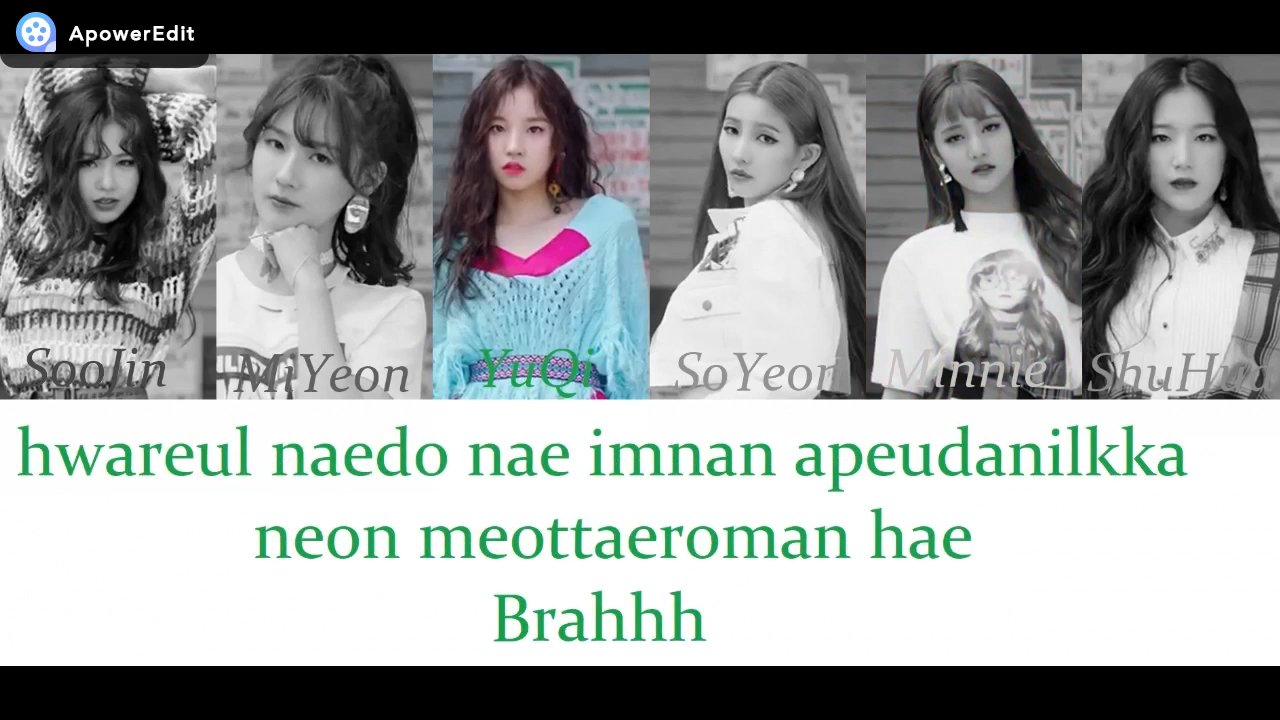 ApowerEdit
SooJin MiYeon YuQi SoYeon Minnie ShuHua
hwareul naedo nae imnan apeudanilkka
neon meottaeroman hae
Brahhh